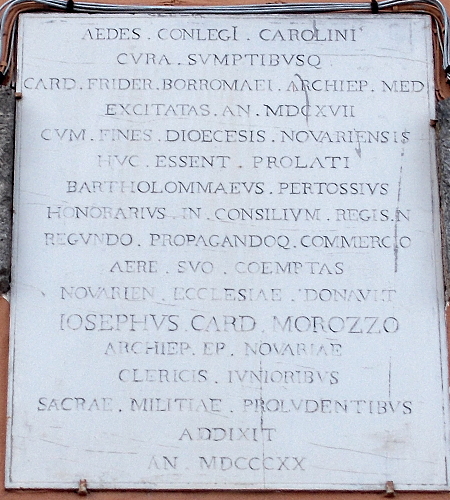 AEDES . CONLEGI . CAROLINI
CVRA . SVMPTIBVSQ
CARD . FRIDER . BORROMAEI . ARCHIEP . MED
EXCITATAS . AN . MDCXVII
CVM . FINES . DIOECESIS . NOVARIENSIS
HVC . ESSENT . PROLATI
BARTHOLOMMAEVS . PERTOSSIVS
HONORARIVS . IN . CONSILIVM . REGIS . N
REGVNDO . PROPAGANDOQ . COMMERCIO
AERE . SVO . COEMPTAS
NOVARIEN . ECCLESIAE . DONAVIT
IOSEPHVS . CARD . MOROZZO
ARCHIEP . EP . NOVARIAE
CLERICIS . IVNIORIBVS
SACRAE . MILITIAE . PROLVDENTIBVS
ADDIXIT
AN . MDCCCXX